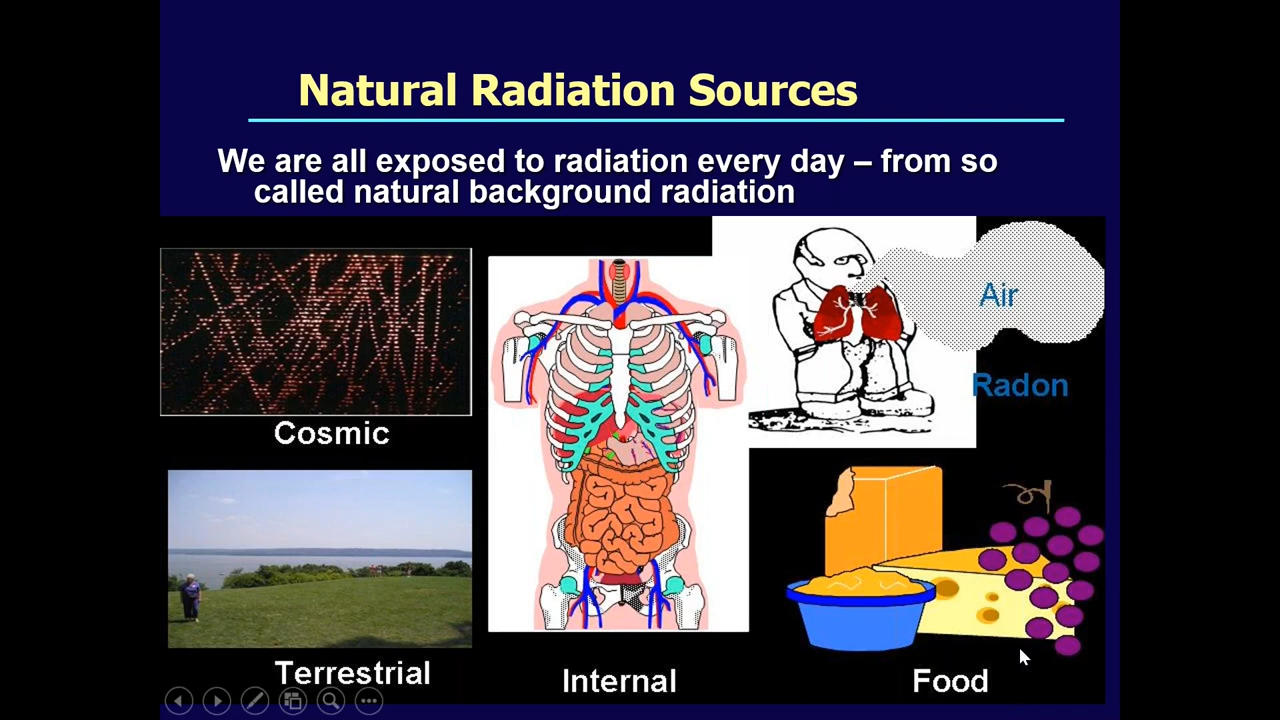 Natural Radiation Sources
We are all exposed to radiation every day – from so
called natural background radiation
Air
Radon
Cosmic
Terrestrial
Internal
Food